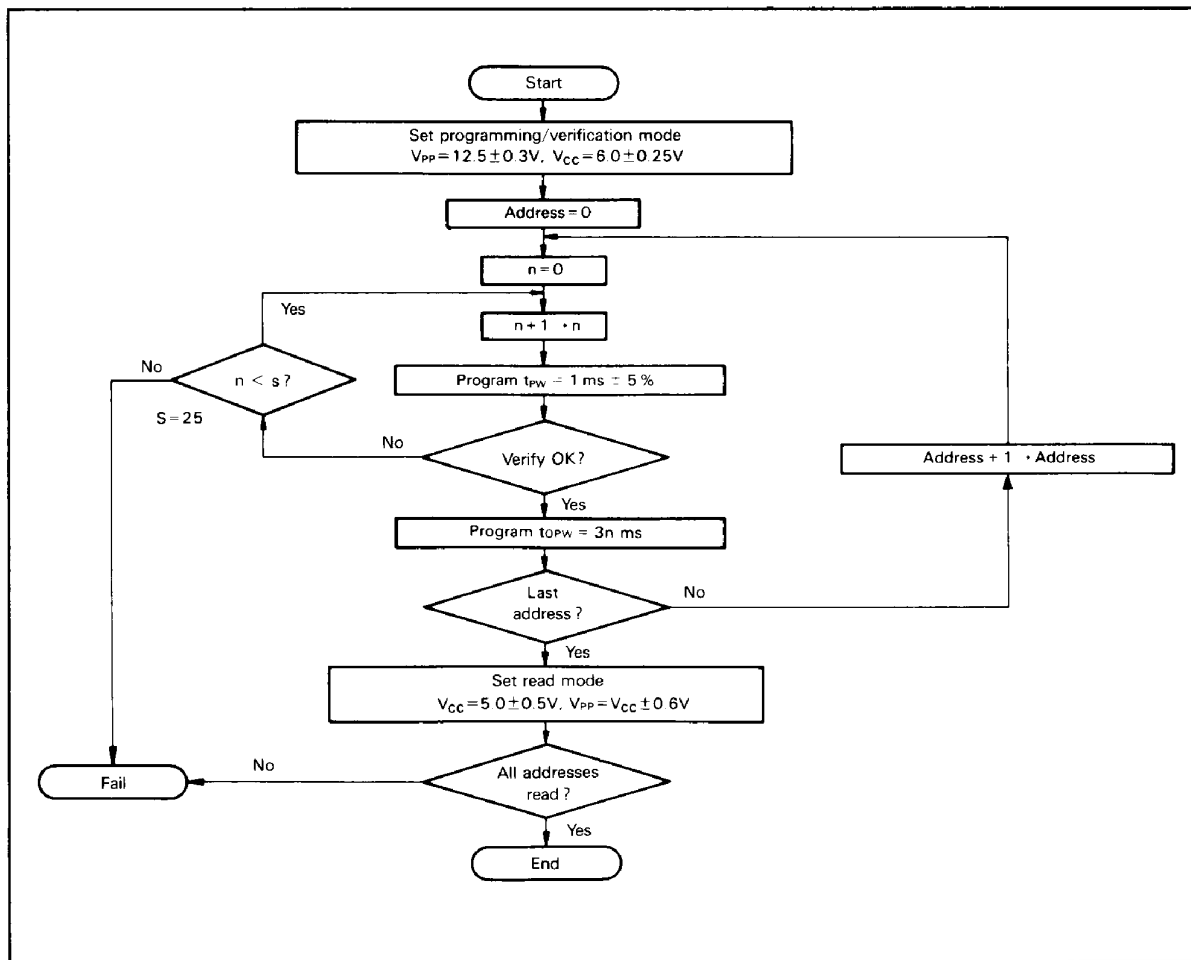 Start
Set programming/verification mode
VPP=12.5±0.3V, VCC=6.0±0.25V
Address=0
n=0
Yes
n+1→n
No
n < s?
Program tPW = 1 ms ± 5%
S=25
No
Verify OK?
Address + 1 → Address
Yes
Program tOPW = 3n ms
Last
address?
No
Yes
Set read mode
VCC=5.0±0.5V, VPP=VCC±0.6V
No
All addresses
read?
Fail
Yes
End